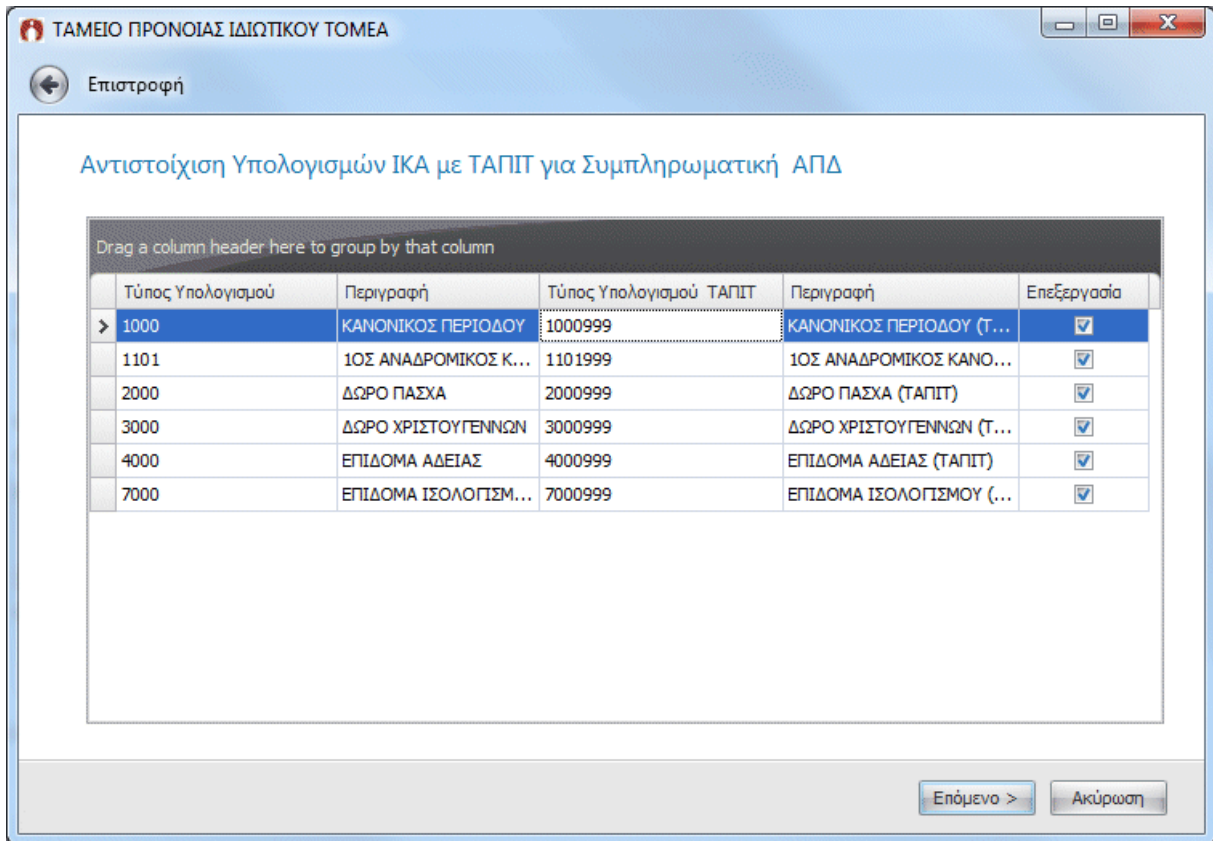 ΤΑΜΕΙΟ ΠΡΟΝΟΙΑΣ ΙΔΙΩΤΙΚΟΥ ΤΟΜΕΑ
Επιστροφή
Αντιστοίχιση Υπολογισμών ΙΚΑ με ΤΑΠΙΤ για Συμπληρωματική ΑΠΔ
Drag a column header here to group by that column
Τύπος Υπολογισμού Περιγραφή Τύπος Υπολογισμού ΤΑΠΙΤ Περιγραφή Επεξεργασία
1000 ΚΑΝΟΝΙΚΟΣ ΠΕΡΙΟΔΟΥ 1000999 ΚΑΝΟΝΙΚΟΣ ΠΕΡΙΟΔΟΥ (Τ...
1101 1ΟΣ ΑΝΑΔΡΟΜΙΚΟΣ Κ... 1101999 1ΟΣ ΑΝΑΔΡΟΜΙΚΟΣ ΚΑΝΟ...
2000 ΔΩΡΟ ΠΑΣΧΑ 2000999 ΔΩΡΟ ΠΑΣΧΑ (ΤΑΠΙΤ)
3000 ΔΩΡΟ ΧΡΙΣΤΟΥΓΕΝΝΩΝ 3000999 ΔΩΡΟ ΧΡΙΣΤΟΥΓΕΝΝΩΝ (Τ...
4000 ΕΠΙΔΟΜΑ ΑΔΕΙΑΣ 4000999 ΕΠΙΔΟΜΑ ΑΔΕΙΑΣ (ΤΑΠΙΤ)
7000 ΕΠΙΔΟΜΑ ΙΣΟΛΟΓΙΣΜ... 7000999 ΕΠΙΔΟΜΑ ΙΣΟΛΟΓΙΣΜΟΥ (...
Επόμενο > Ακύρωση